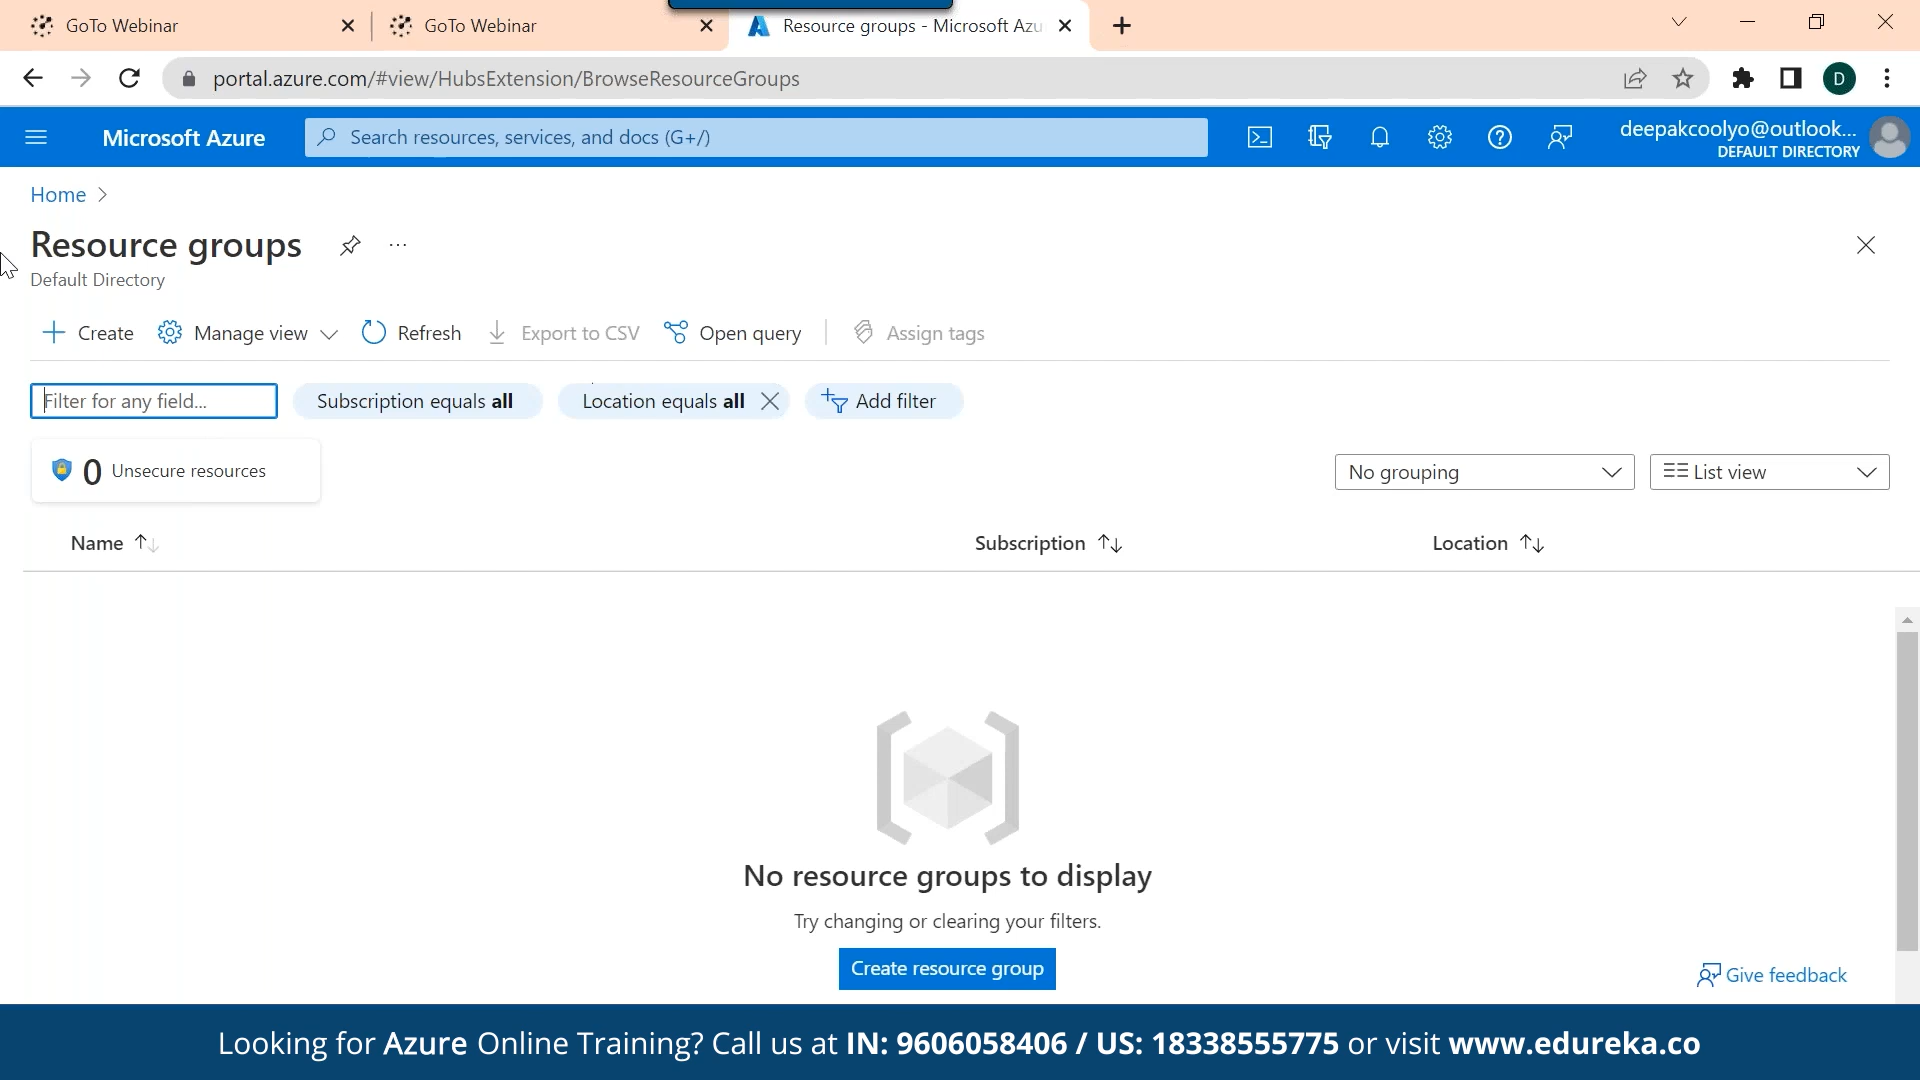 GoTo Webinar
GoTo Webinar
Resource groups - Microsoft Azu
portal.azure.com/#view/HubsExtension/BrowseResourceGroups
D
Microsoft Azure
Search resources, services, and docs (G+/)
deepakcoolyo@outlook...
DEFAULT DIRECTORY
Home >
Resource groups ...
Default Directory
Create
Manage view
Refresh
Export to CSV
Open query
Assign tags
Filter for any field...
Subscription equals all
Location equals all
Add filter
0 Unsecure resources
No grouping
List view
Name
Subscription
Location
No resource groups to display
Try changing or clearing your filters.
Create resource group
Give feedback
Looking for Azure Online Training? Call us at IN: 9606058406 / US: 18338555775 or visit www.edureka.co